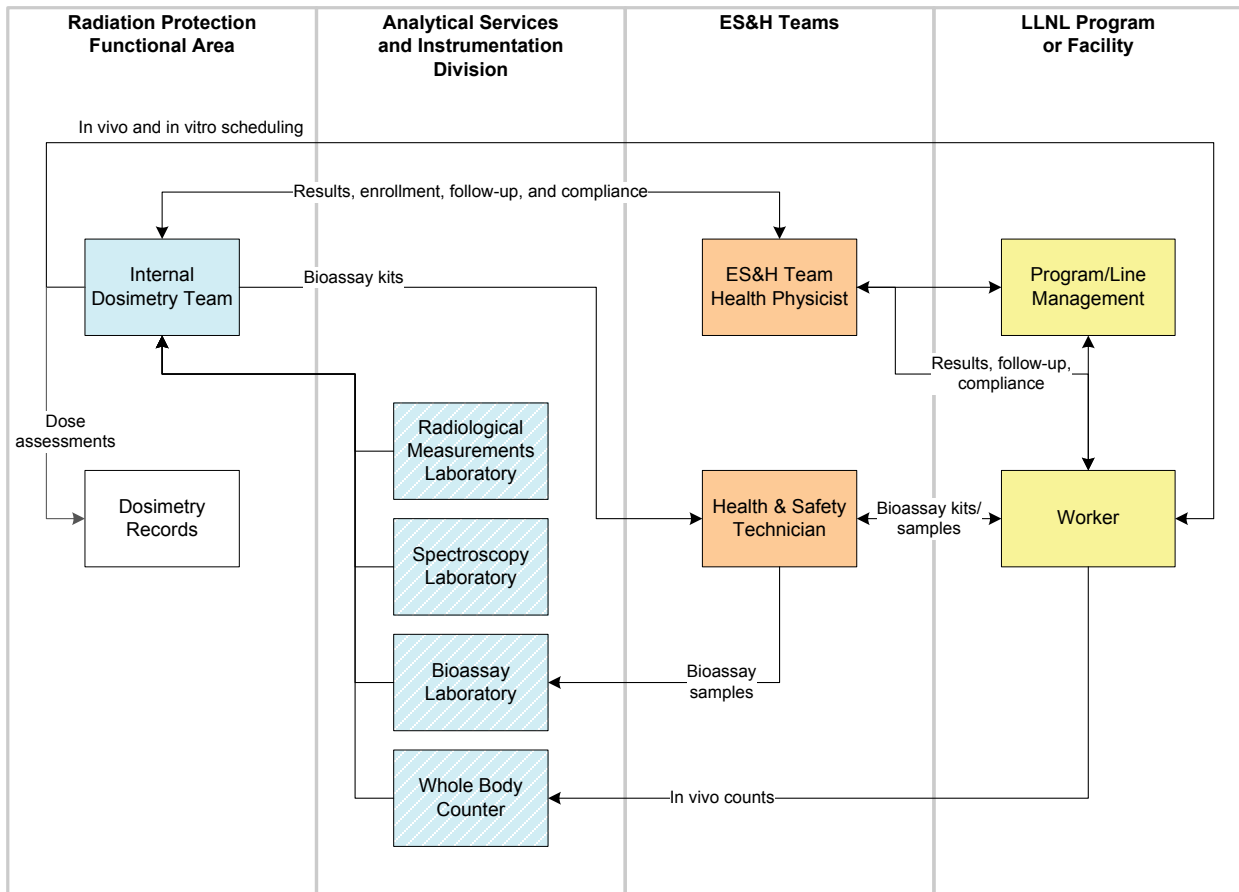 Radiation Protection
Functional Area
Analytical Services
and Instrumentation
Division
ES&H Teams
LLNL Program
or Facility
In vivo and in vitro scheduling
Results, enrollment, follow-up, and compliance
Internal
Dosimetry Team
Bioassay kits
ES&H Team
Health Physicist
Program/Line
Management
Results, follow-up,
compliance
Dose
assessments
Radiological
Measurements
Laboratory
Dosimetry
Records
Health & Safety
Technician
Bioassay kits/
samples
Worker
Spectroscopy
Laboratory
Bioassay
Laboratory
Bioassay
samples
Whole Body
Counter
In vivo counts